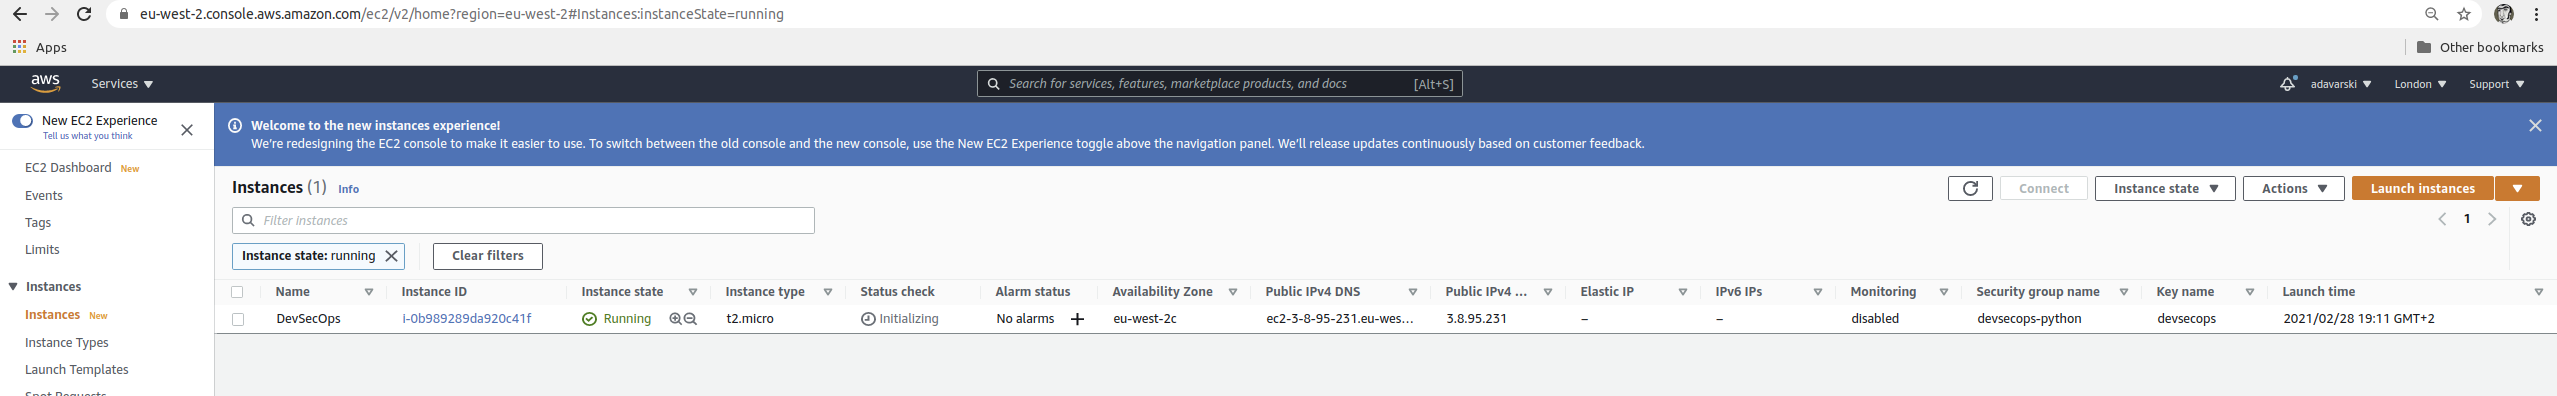 eu-west-2.console.aws.amazon.com/ec2/v2/home?region=eu-west-2#Instances:instanceState=running
Apps
Other bookmarks
aws
Services
Search for services, features, marketplace products, and docs
[Alt+S]
adavarski
London
Support
New EC2 Experience
Tell us what you think
Welcome to the new instances experience!
We're redesigning the EC2 console to make it easier to use. To switch between the old console and the new console, use the New EC2 Experience toggle above the navigation panel. We'll release updates continuously based on customer feedback.
EC2 Dashboard New
Events
Tags
Limits
Instances
Instances New
Instance Types
Launch Templates
Spot Requests
Instances (1) Info
Connect
Instance state
Actions
Launch instances
Filter instances
1
Instance state: running
Clear filters
Name Instance ID Instance state Instance type Status check Alarm status Availability Zone Public IPv4 DNS Public IPv4 ... Elastic IP IPv6 IPs Monitoring Security group name Key name Launch time
DevSecOps i-0b989289da920c41f Running t2.micro Initializing No alarms + eu-west-2c ec2-3-8-95-231.eu-wes... 3.8.95.231 – – disabled devsecops-python devsecops 2021/02/28 19:11 GMT+2